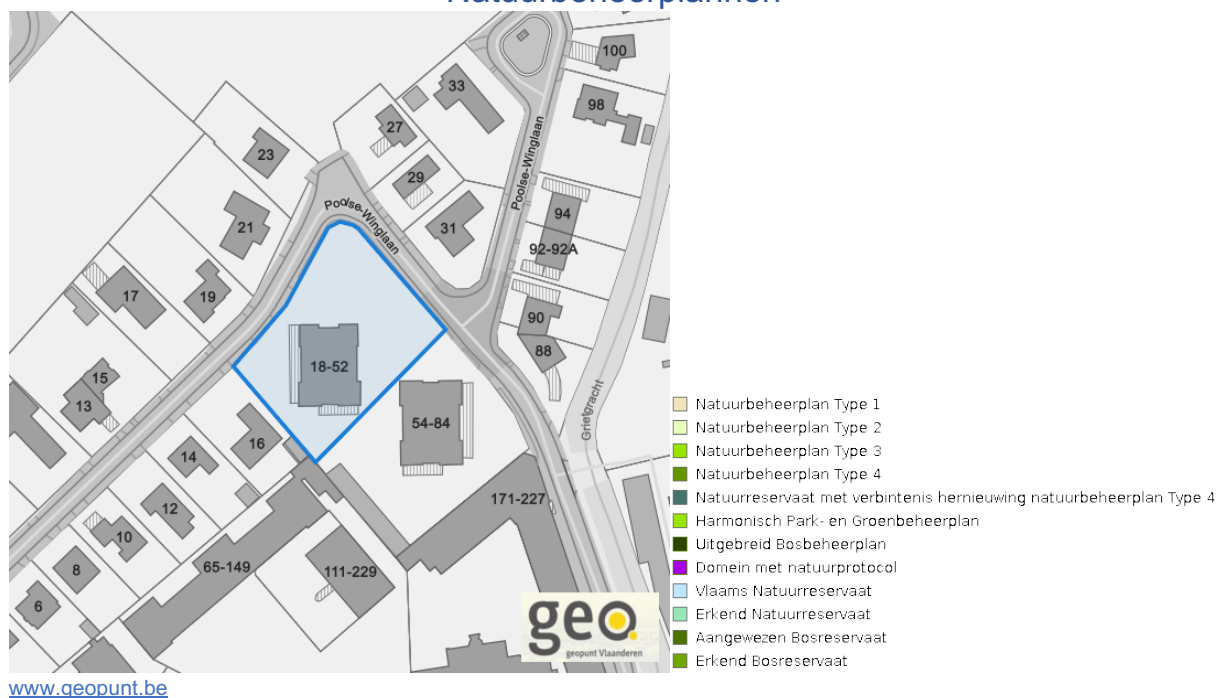 Natuurbeheerplannen
100
33
98
27
23
Poolse-Winglaan
29
Poolse-Winglaan
94
21
31
92-92A
17
19
90
88
18-52
15
13
Grietgracht
54-84
16
14
171-227
12
10
65-149
111-229
8
6
geo
geopunt Vlaanderen
Natuurbeheerplan Type 1
Natuurbeheerplan Type 2
Natuurbeheerplan Type 3
Natuurbeheerplan Type 4
Natuurreservaat met verbintenis hernieuwing natuurbeheerplan Type 4
Harmonisch Park- en Groenbeheerplan
Uitgebreid Bosbeheerplan
Domein met natuurprotocol
Vlaams Natuurreservaat
Erkend Natuurreservaat
Aangewezen Bosreservaat
Erkend Bosreservaat
www.geopunt.be